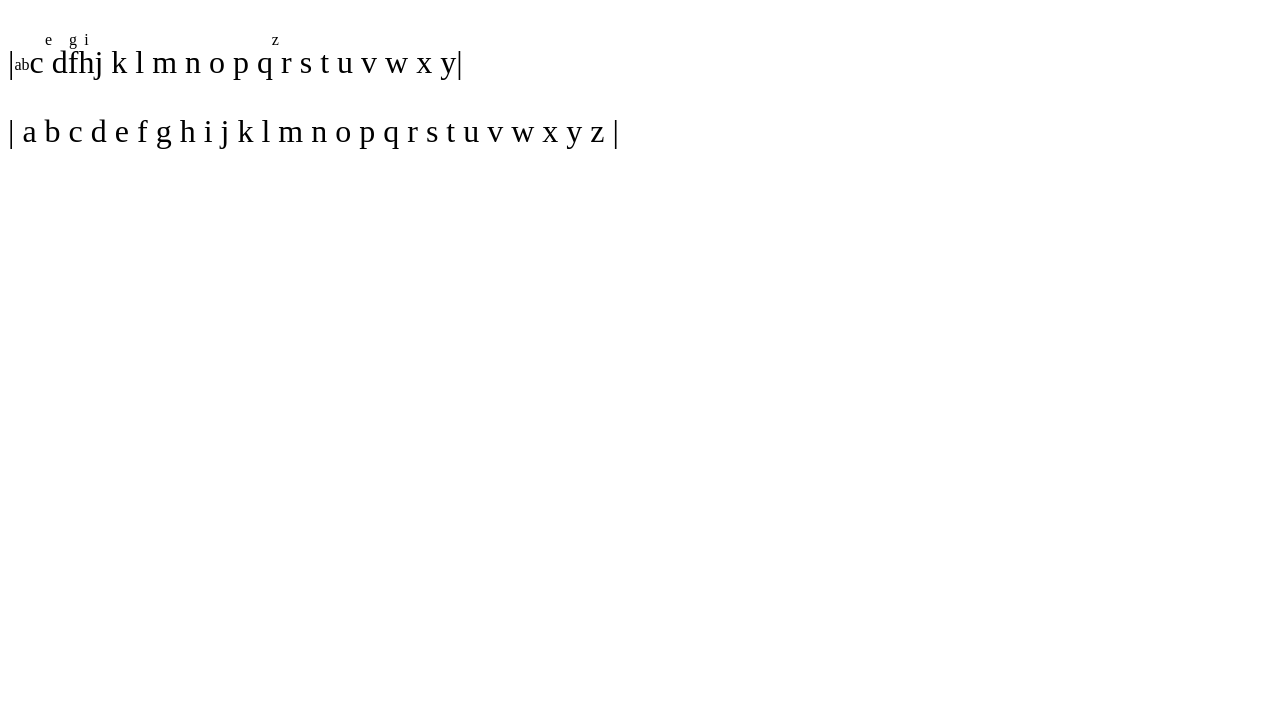 e g i z
|abc dfhj k l m n o p q r s t u v w x y|
| a b c d e f g h i j k l m n o p q r s t u v w x y z |